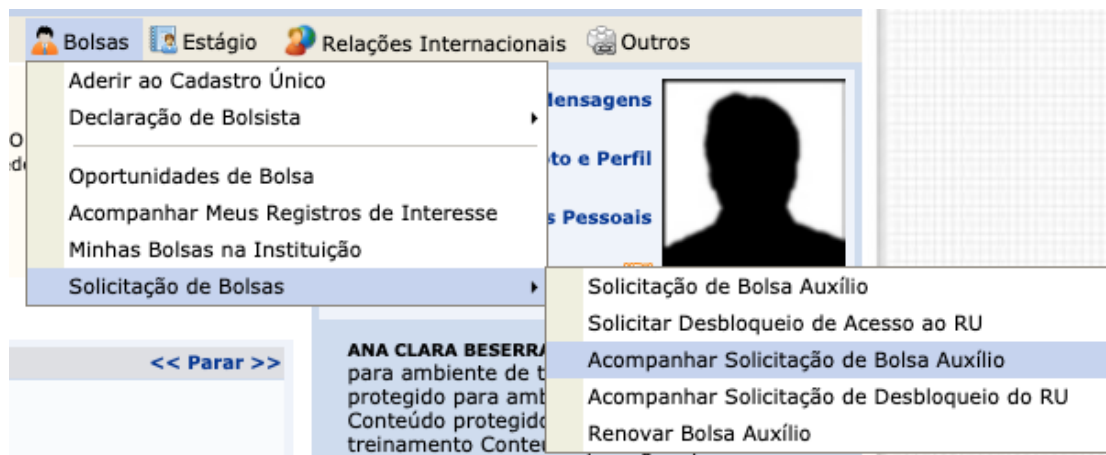 Bolsas Estágio Relações Internacionais Outros
Aderir ao Cadastro Único
Declaração de Bolsista
Oportunidades de Bolsa
Acompanhar Meus Registros de Interesse
Minhas Bolsas na Instituição
Solicitação de Bolsas
Mensagens
to e Perfil
s Pessoais
Solicitação de Bolsa Auxílio
Solicitar Desbloqueio de Acesso ao RU
Acompanhar Solicitação de Bolsa Auxílio
Acompanhar Solicitação de Desbloqueio do RU
Renovar Bolsa Auxílio
<< Parar >>
ANA CLARA BESERRA
para ambiente de t
protegido para amb
Conteúdo protegido
treinamento Conteú